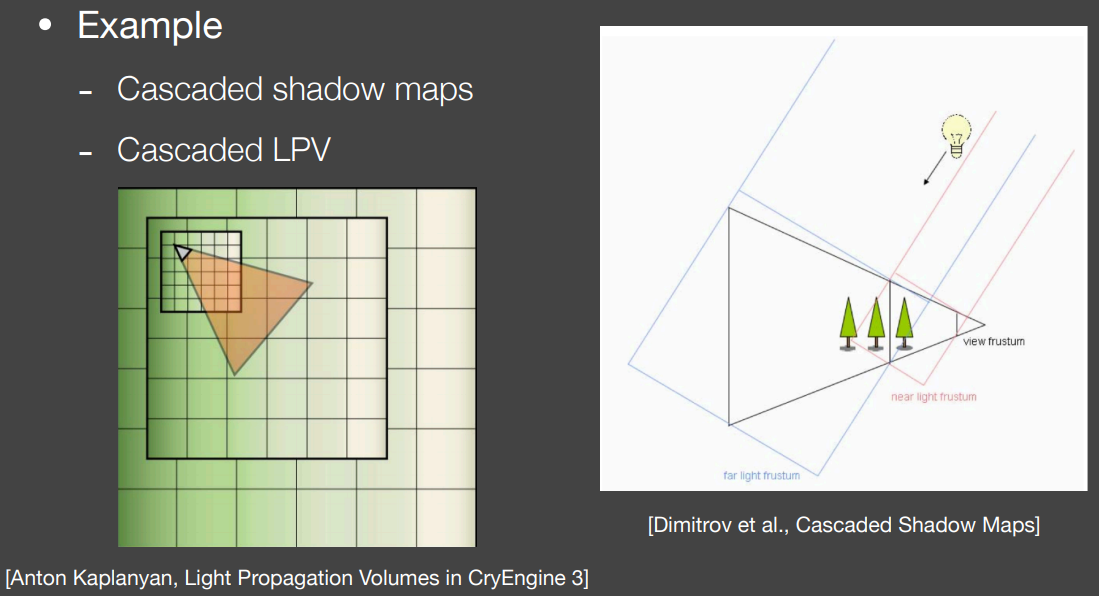 • Example
- Cascaded shadow maps
- Cascaded LPV
view frustum
near light frustum
far light frustum
[Dimitrov et al., Cascaded Shadow Maps]
[Anton Kaplanyan, Light Propagation Volumes in CryEngine 3]